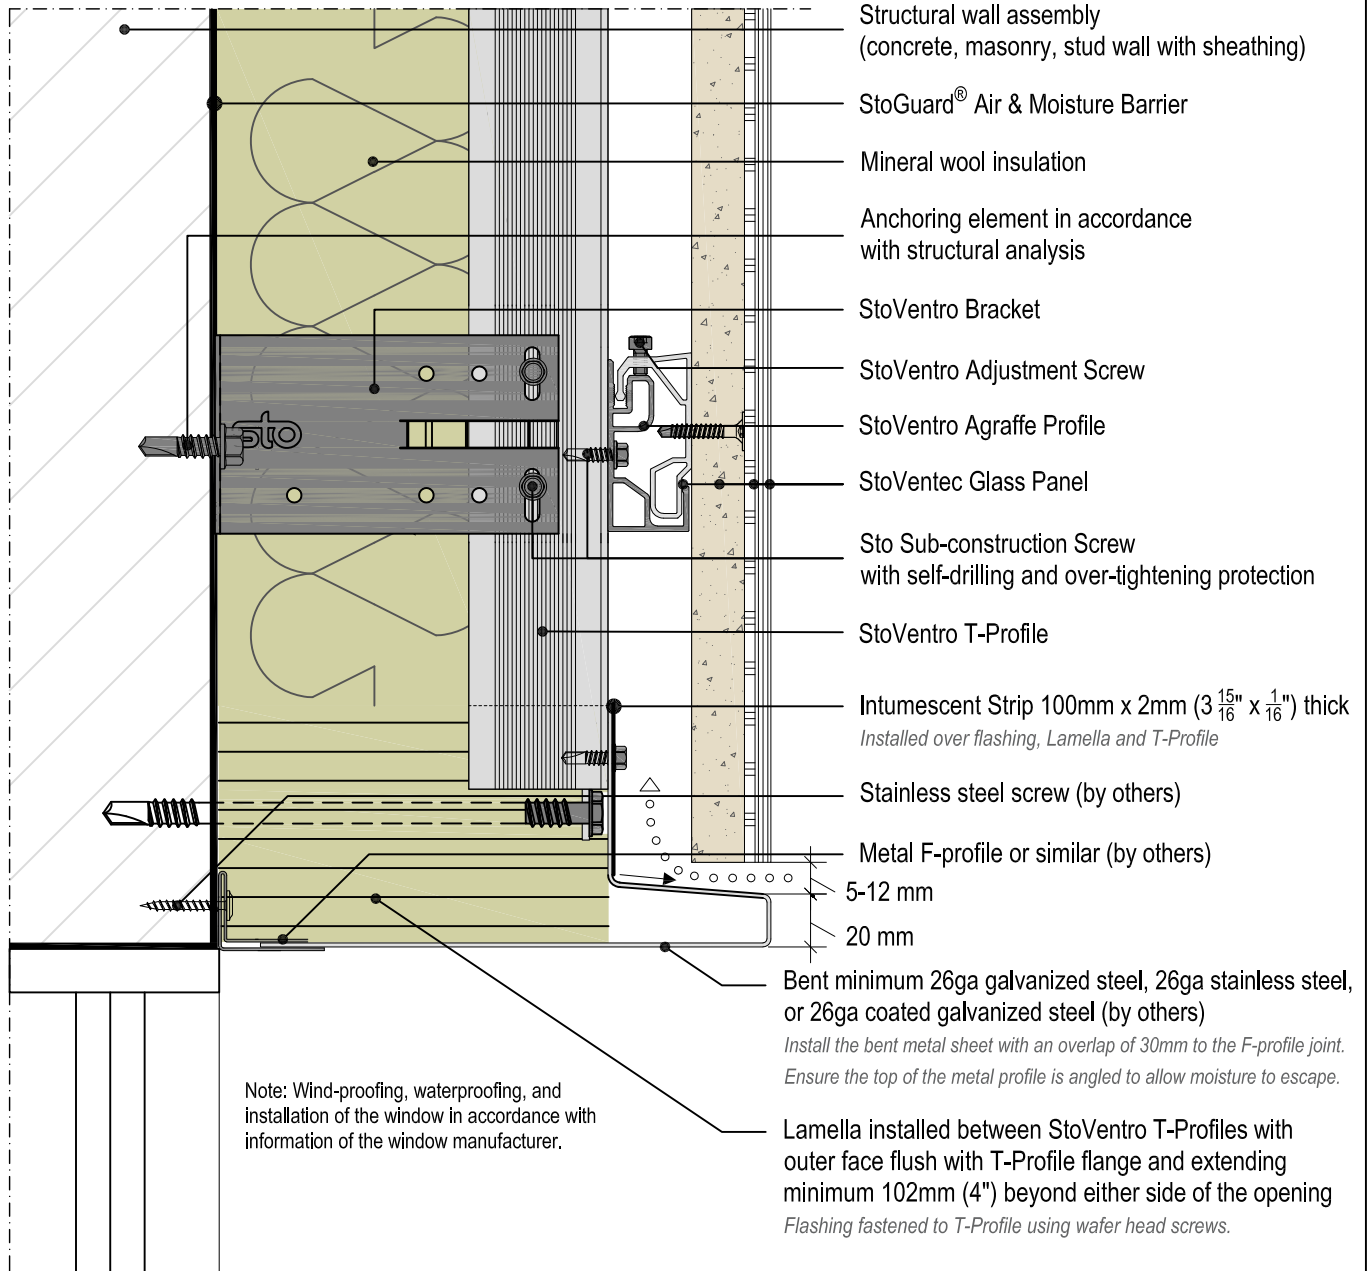 Structural wall assembly
(concrete, masonry, stud wall with sheathing)
StoGuard® Air & Moisture Barrier
Mineral wool insulation
Anchoring element in accordance
with structural analysis
StoVentro Bracket
StoVentro Adjustment Screw
StoVentro Agraffe Profile
sto
StoVentec Glass Panel
Sto Sub-construction Screw
with self-drilling and over-tightening protection
StoVentro T-Profile
Intumescent Strip 100mm x 2mm (3 15/16" x 1/16") thick
Installed over flashing, Lamella and T-Profile
Stainless steel screw (by others)
Metal F-profile or similar (by others)
5-12 mm
20 mm
Bent minimum 26ga galvanized steel, 26ga stainless steel,
or 26ga coated galvanized steel (by others)
Install the bent metal sheet with an overlap of 30mm to the F-profile joint.
Ensure the top of the metal profile is angled to allow moisture to escape.
Note: Wind-proofing, waterproofing, and
installation of the window in accordance with
information of the window manufacturer.
Lamella installed between StoVentro T-Profiles with
outer face flush with T-Profile flange and extending
minimum 102mm (4") beyond either side of the opening
Flashing fastened to T-Profile using wafer head screws.